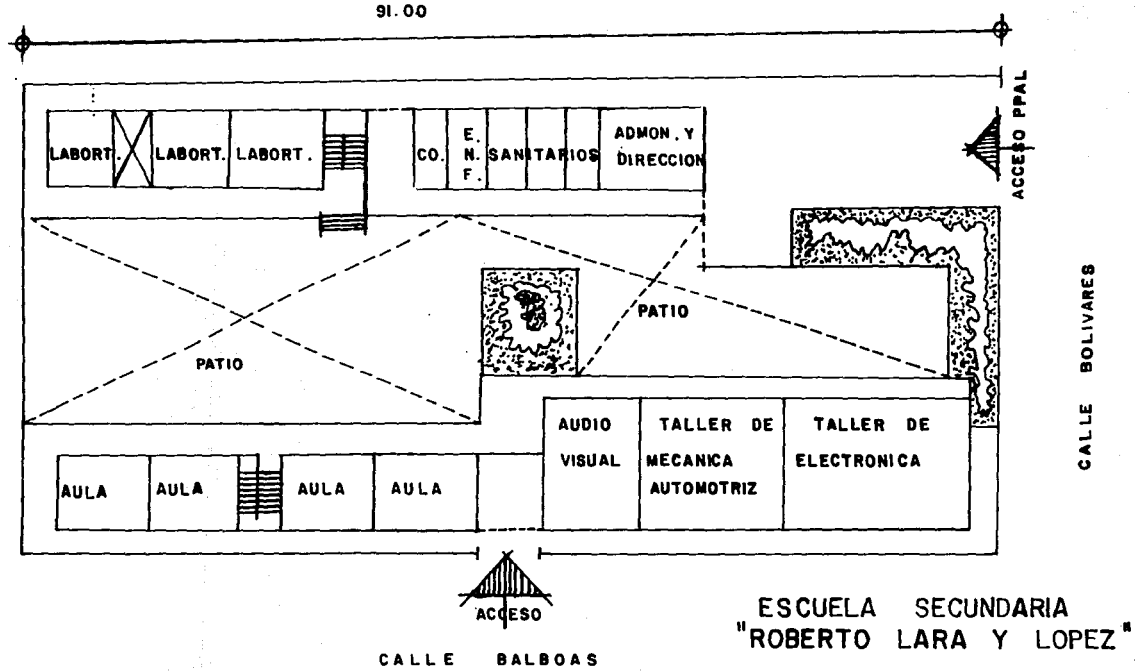 91.00
ACCESO PPAL
LABORT.
LABORT.
LABORT.
CO.
E.
N.
F.
SANITARIOS
ADMON. Y
DIRECCION
PATIO
PATIO
CALLE BOLIVARES
AUDIO
VISUAL
TALLER DE
MECANICA
AUTOMOTRIZ
TALLER DE
ELECTRONICA
AULA
AULA
AULA
AULA
ACCESO
CALLE BALBOAS
ESCUELA SECUNDARIA
"ROBERTO LARA Y LOPEZ"